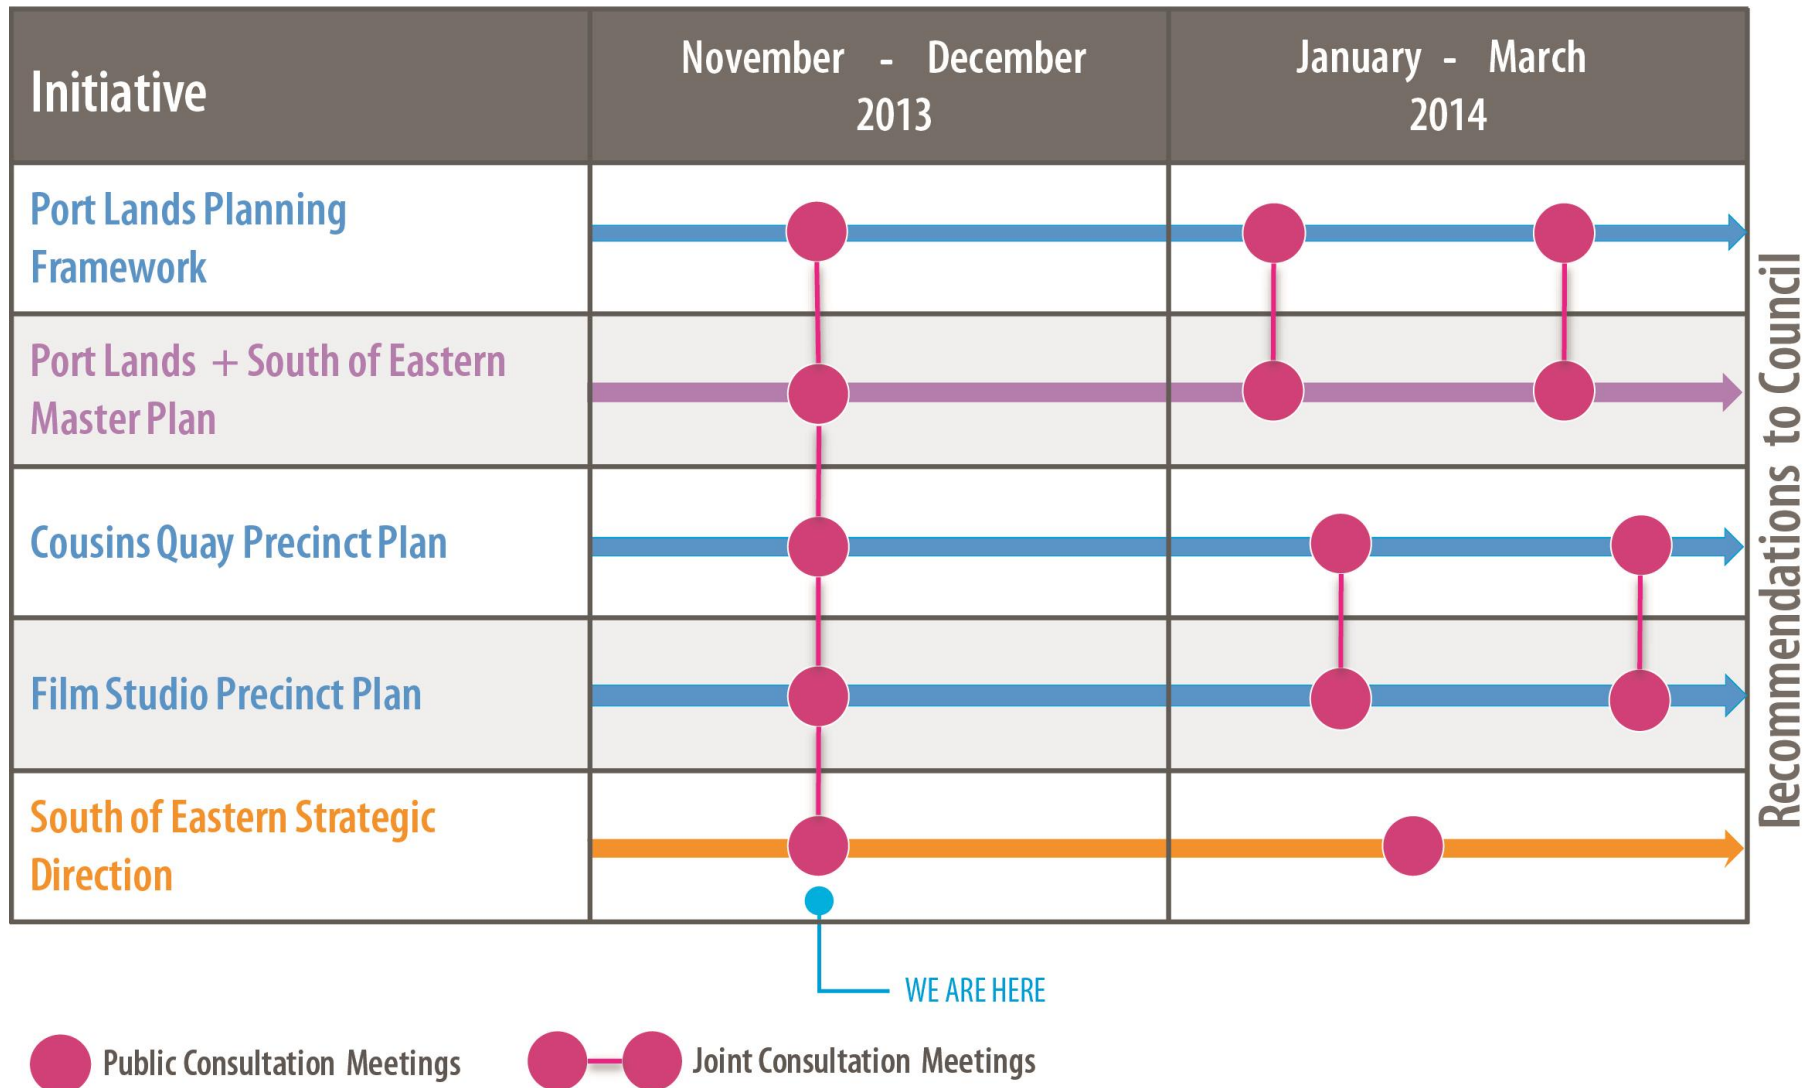 Initiative
November - December
2013
January - March
2014
Port Lands Planning
Framework
Port Lands + South of Eastern
Master Plan
Cousins Quay Precinct Plan
Film Studio Precinct Plan
South of Eastern Strategic
Direction
Recommendations to Council
WE ARE HERE
Public Consultation Meetings
Joint Consultation Meetings